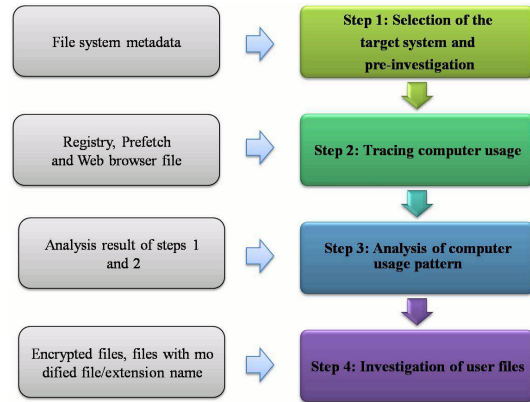 File system metadata
Step 1: Selection of the
target system and
pre-investigation
Registry, Prefetch
and Web browser file
Step 2: Tracing computer usage
Analysis result of steps 1
and 2
Step 3: Analysis of computer
usage pattern
Encrypted files, files with mo
dified file/extension name
Step 4: Investigation of user files